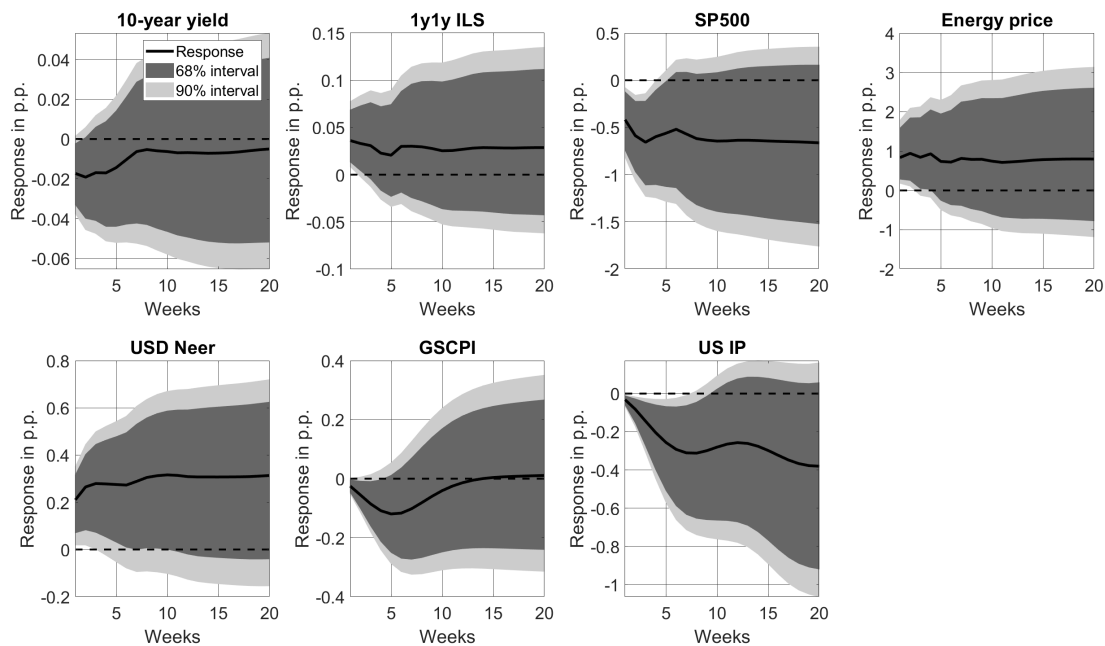 10-year yield
Response in p.p.
0.04
0.02
0
-0.02
-0.04
-0.06
5 10 15 20
Weeks
Response
68% interval
90% interval
1y1y ILS
Response in p.p.
0.15
0.1
0.05
0
-0.05
-0.1
5 10 15 20
Weeks
SP500
Response in p.p.
0.5
0
-0.5
-1
-1.5
-2
5 10 15 20
Weeks
Energy price
Response in p.p.
4
3
2
1
0
-1
-2
5 10 15 20
Weeks
USD Neer
Response in p.p.
0.8
0.6
0.4
0.2
0
-0.2
5 10 15 20
Weeks
GSCPI
Response in p.p.
0.4
0.2
0
-0.2
-0.4
5 10 15 20
Weeks
US IP
Response in p.p.
0
-0.2
-0.4
-0.6
-0.8
-1
5 10 15 20
Weeks